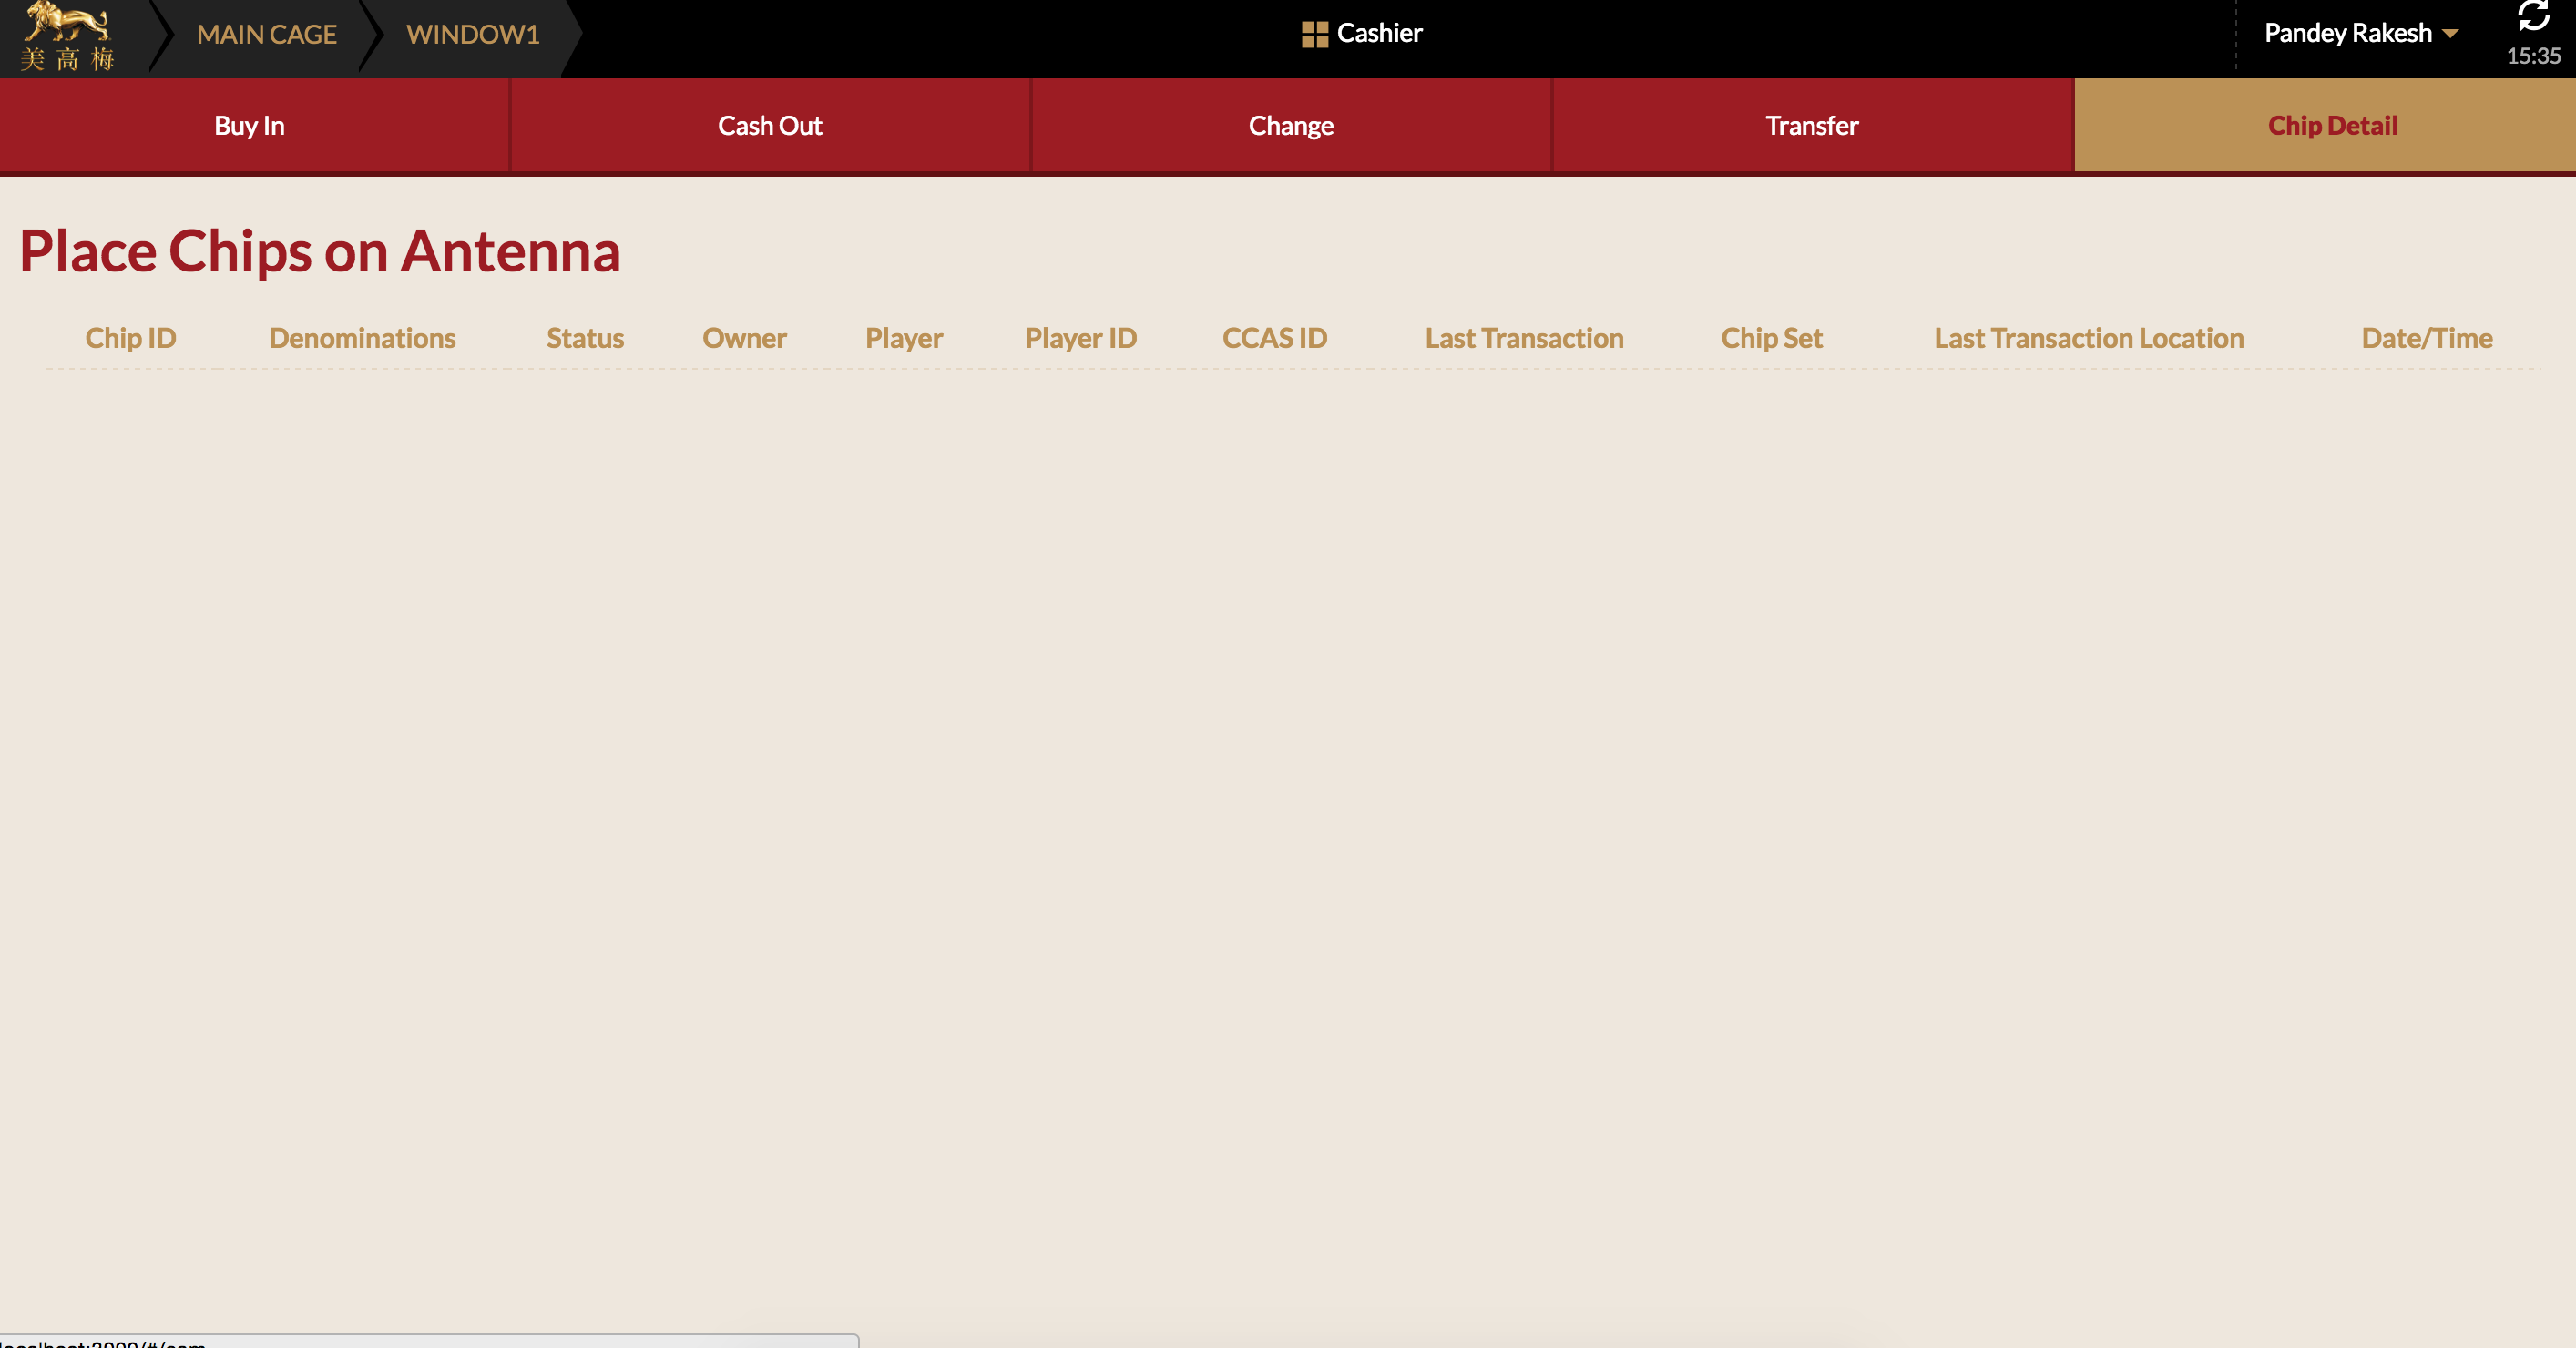 美高梅
MAIN CAGE
WINDOW1
Cashier
Pandey Rakesh
15:35
Buy In
Cash Out
Change
Transfer
Chip Detail
Place Chips on Antenna
Chip ID
Denominations
Status
Owner
Player
Player ID
CCAS ID
Last Transaction
Chip Set
Last Transaction Location
Date/Time